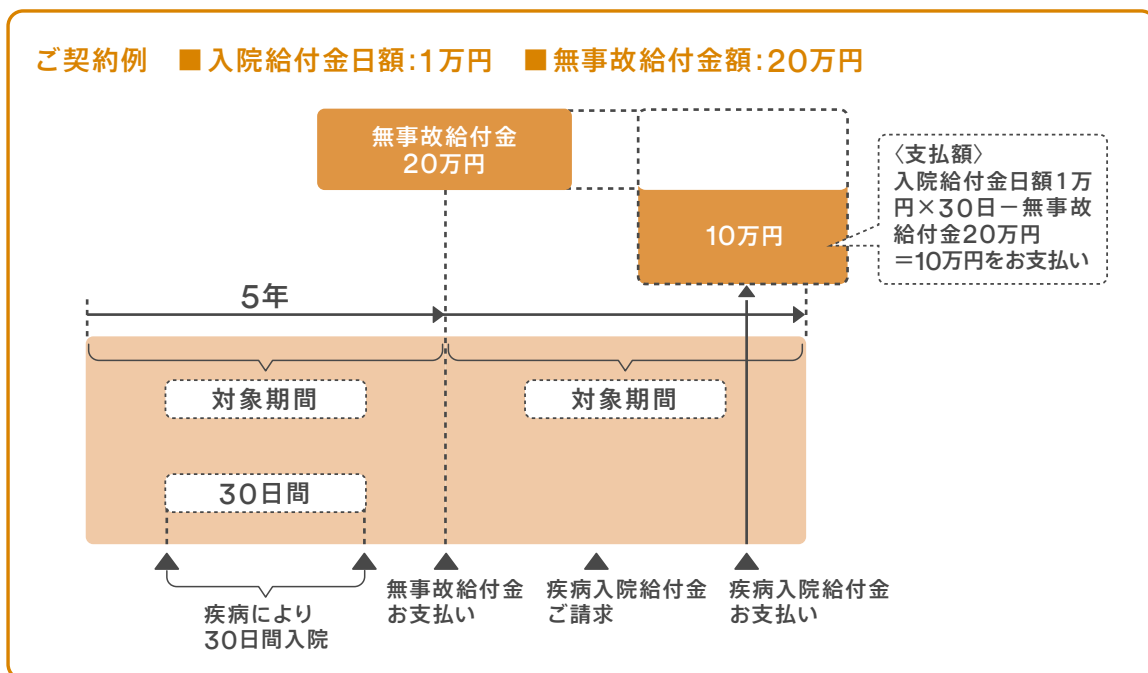 ご契約例 ■入院給付金日額:1万円 ■無事故給付金額:20万円
無事故給付金
20万円
10万円
〈支払額〉
入院給付金日額1万
円×30日－無事故
給付金20万円
＝10万円をお支払い
5年
対象期間
対象期間
30日間
疾病により
30日間入院
無事故給付金
お支払い
疾病入院給付金
ご請求
疾病入院給付金
お支払い